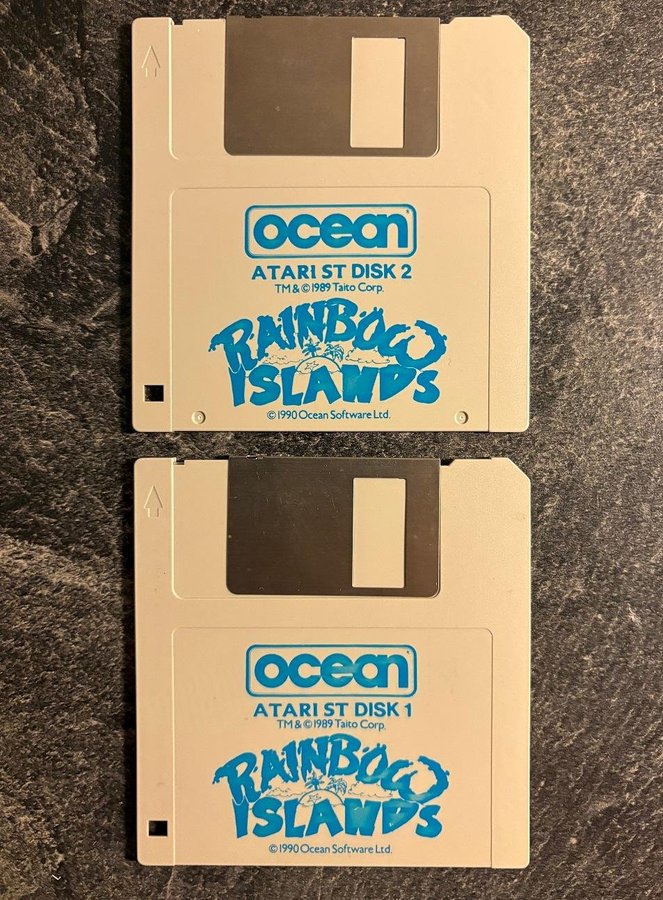 ocean
ATARI ST DISK 2
TM & © 1989 Taito Corp.
RAINBOW
ISLANDS
© 1990 Ocean Software Ltd.
ocean
ATARI ST DISK 1
TM & © 1989 Taito Corp.
RAINBOW
ISLANDS
© 1990 Ocean Software Ltd.